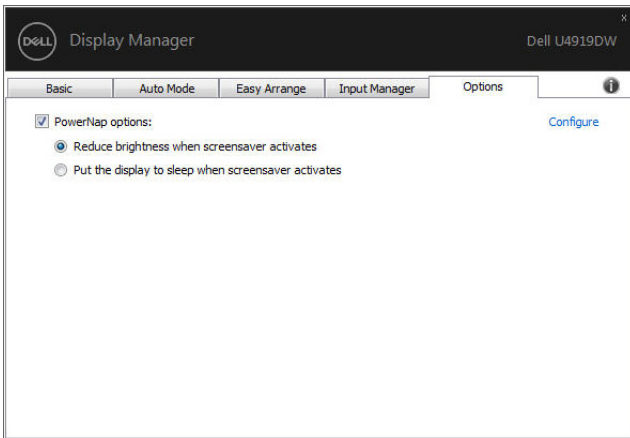 DELL Display Manager Dell U4919DW x
Basic Auto Mode Easy Arrange Input Manager Options i
PowerNap options: Configure
Reduce brightness when screensaver activates
Put the display to sleep when screensaver activates